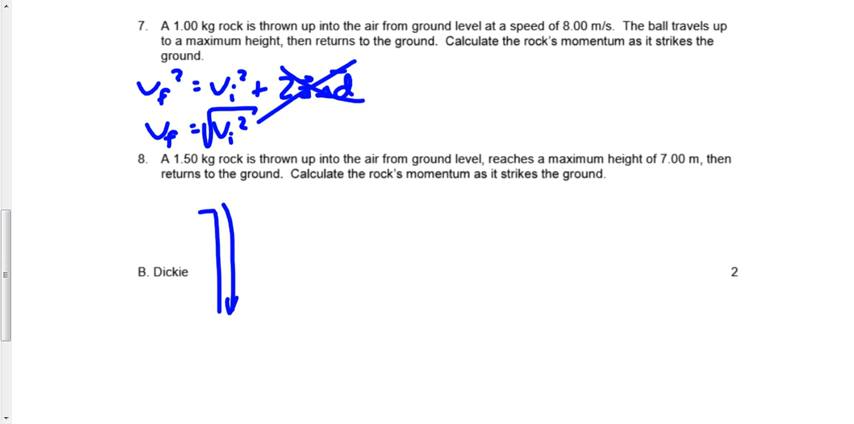 7. A 1.00 kg rock is thrown up into the air from ground level at a speed of 8.00 m/s. The ball travels up
to a maximum height, then returns to the ground. Calculate the rock's momentum as it strikes the
ground.
vf² = vi² + 2ad
vf = √vi²
8. A 1.50 kg rock is thrown up into the air from ground level, reaches a maximum height of 7.00 m, then
returns to the ground. Calculate the rock's momentum as it strikes the ground.
B. Dickie 2